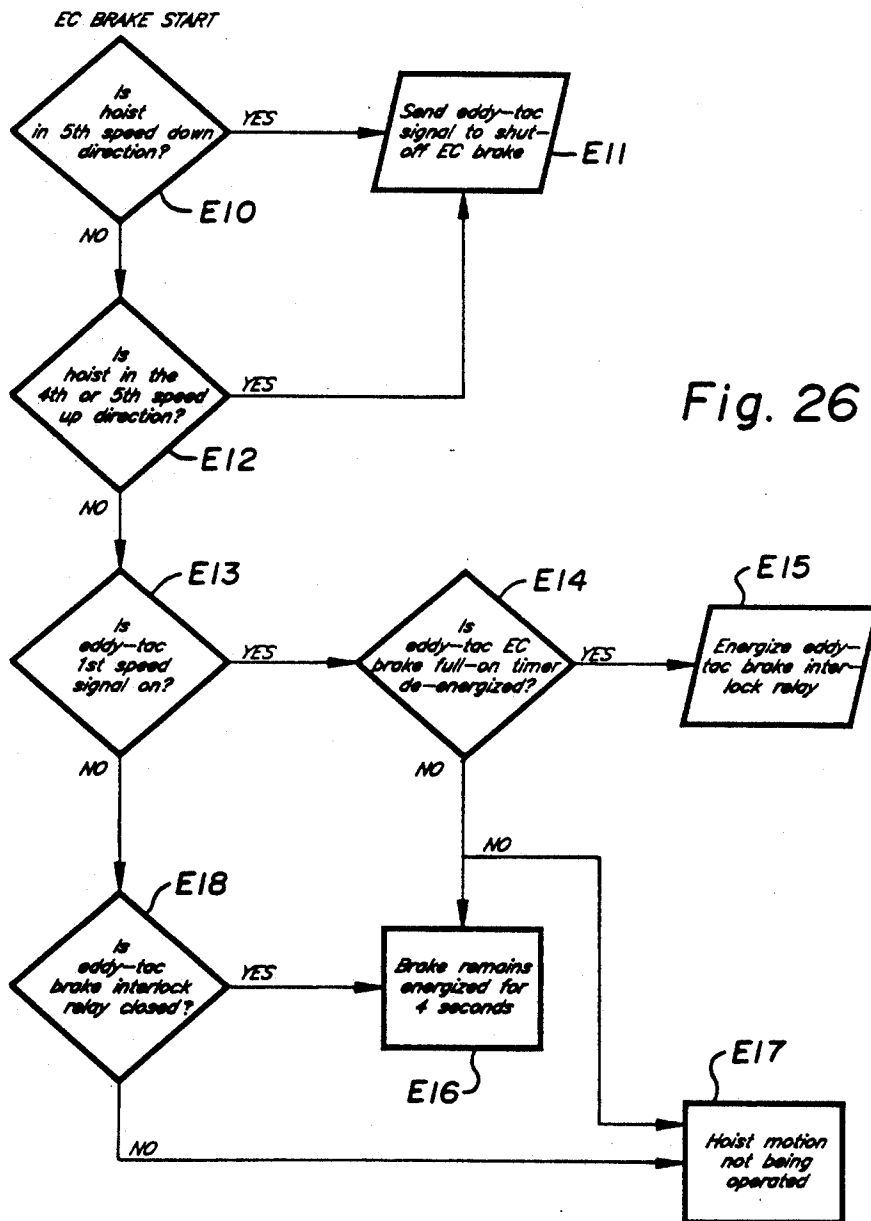 EC BRAKE START
Is
hoist
in 5th speed down
direction?
YES
Send eddy-tac
signal to shut-
off EC brake
E11
E10
NO
Is
hoist in the
4th or 5th speed
up direction?
YES
Fig. 26
E12
NO
E13
E14
E15
Is
eddy-tac
1st speed
signal on?
YES
Is
eddy-tac EC
brake full-on timer
de-energized?
YES
Energize eddy-
tac brake inter-
lock relay
NO
NO
NO
E18
Is
eddy-tac
brake interlock
relay closed?
YES
Brake remains
energized for
4 seconds
E16
E17
NO
Hoist motion
not being
operated